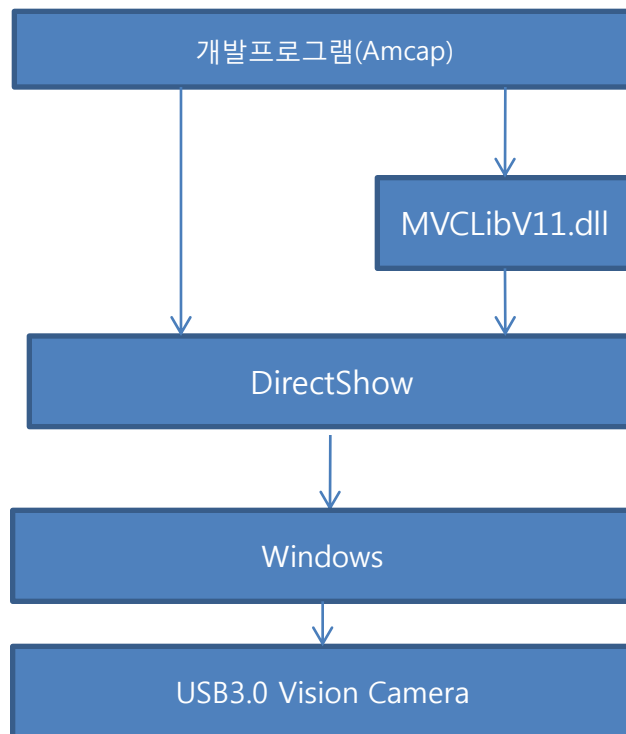 개발프로그램(Amcap)
MVCLibV11.dll
DirectShow
Windows
USB3.0 Vision Camera